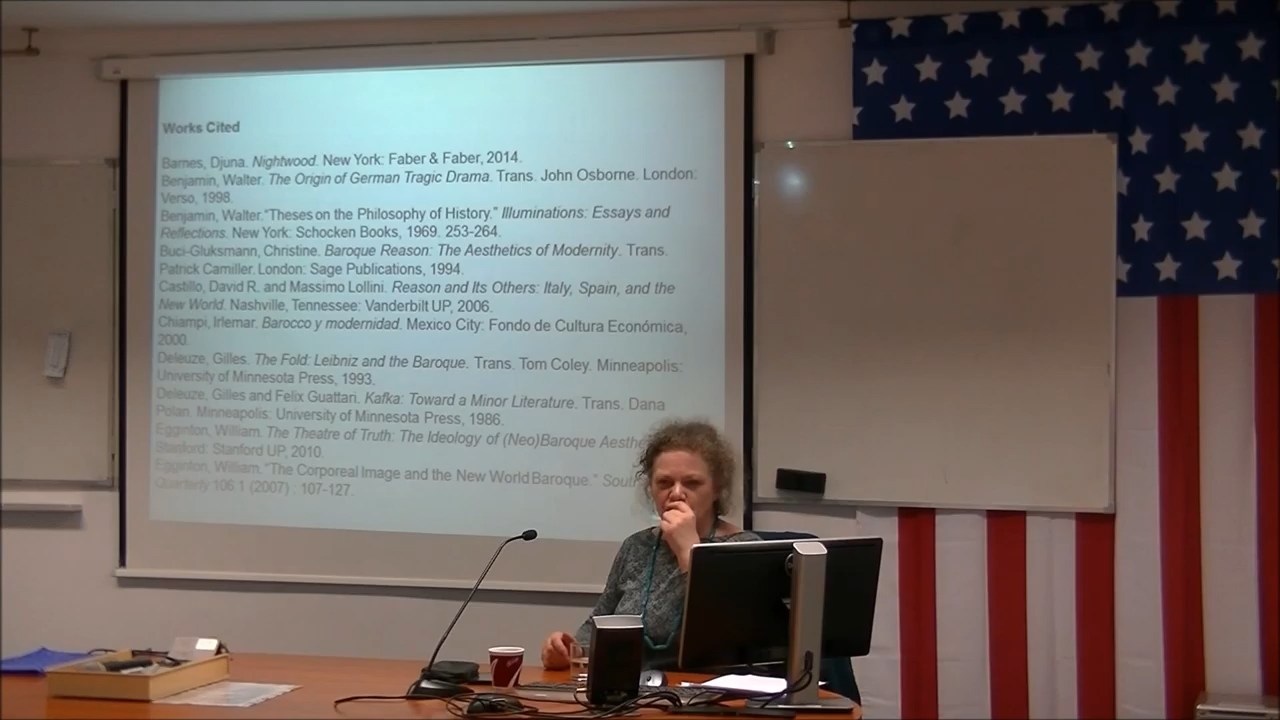 Works Cited
Barnes, Djuna. Nightwood. New York: Faber & Faber, 2014.
Benjamin, Walter. The Origin of German Tragic Drama. Trans. John Osborne. London:
Verso, 1998.
Benjamin, Walter.“Theses on the Philosophy of History.” Illuminations: Essays and
Reflections. New York: Schocken Books, 1969. 253-264.
Buci-Gluksmann, Christine. Baroque Reason: The Aesthetics of Modernity. Trans.
Patrick Camiller. London: Sage Publications, 1994.
Castillo, David R. and Massimo Lollini. Reason and Its Others: Italy, Spain, and the
New World. Nashville, Tennessee: Vanderbilt UP, 2006.
Chiampi, Irlemar. Barocco y modernidad. Mexico City: Fondo de Cultura Económica,
2000.
Deleuze, Gilles. The Fold: Leibniz and the Baroque. Trans. Tom Coley. Minneapolis:
University of Minnesota Press, 1993.
Deleuze, Gilles and Felix Guattari. Kafka: Toward a Minor Literature. Trans. Dana
Polan. Minneapolis: University of Minnesota Press, 1986.
Egginton, William. The Theatre of Truth: The Ideology of (Neo)Baroque Aesthe
Stanford: Stanford UP, 2010.
Egginton, William. “The Corporeal Image and the New World Baroque.” South
Quarterly 106.1 (2007) : 107-127.